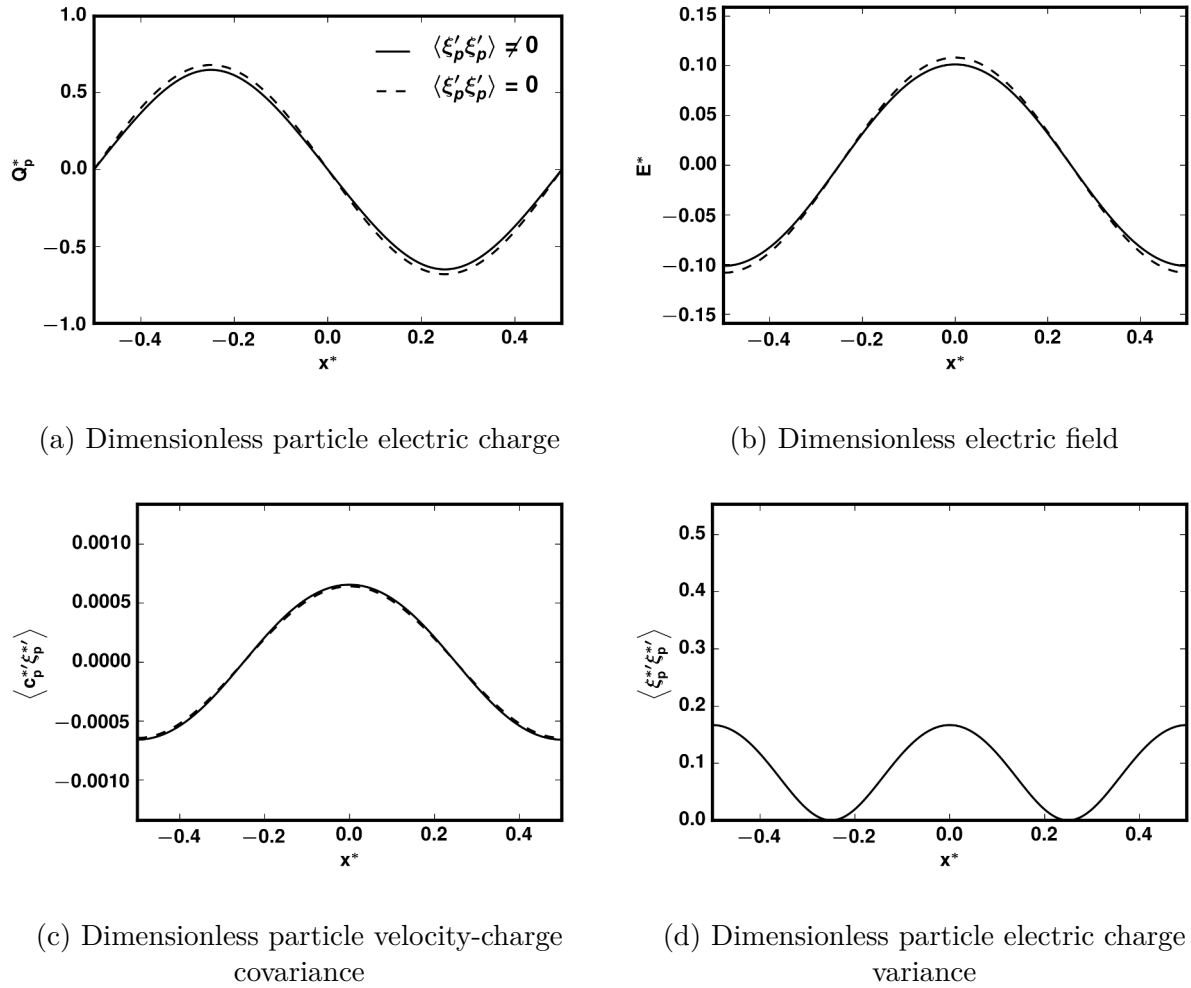 1.0
0.5
0.0
−0.5
−1.0
Q*p
−0.4 −0.2 0.0 0.2 0.4
x*
⟨ξ′pξ′p⟩ ≠ 0
⟨ξ′pξ′p⟩ = 0
(a) Dimensionless particle electric charge
0.15
0.10
0.05
0.00
−0.05
−0.10
−0.15
E*
−0.4 −0.2 0.0 0.2 0.4
x*
(b) Dimensionless electric field
0.0010
0.0005
0.0000
−0.0005
−0.0010
⟨c*′pξ*′p⟩
−0.4 −0.2 0.0 0.2 0.4
x*
(c) Dimensionless particle velocity-charge
covariance
0.5
0.4
0.3
0.2
0.1
0.0
⟨ξ*′pξ*′p⟩
−0.4 −0.2 0.0 0.2 0.4
x*
(d) Dimensionless particle electric charge
variance